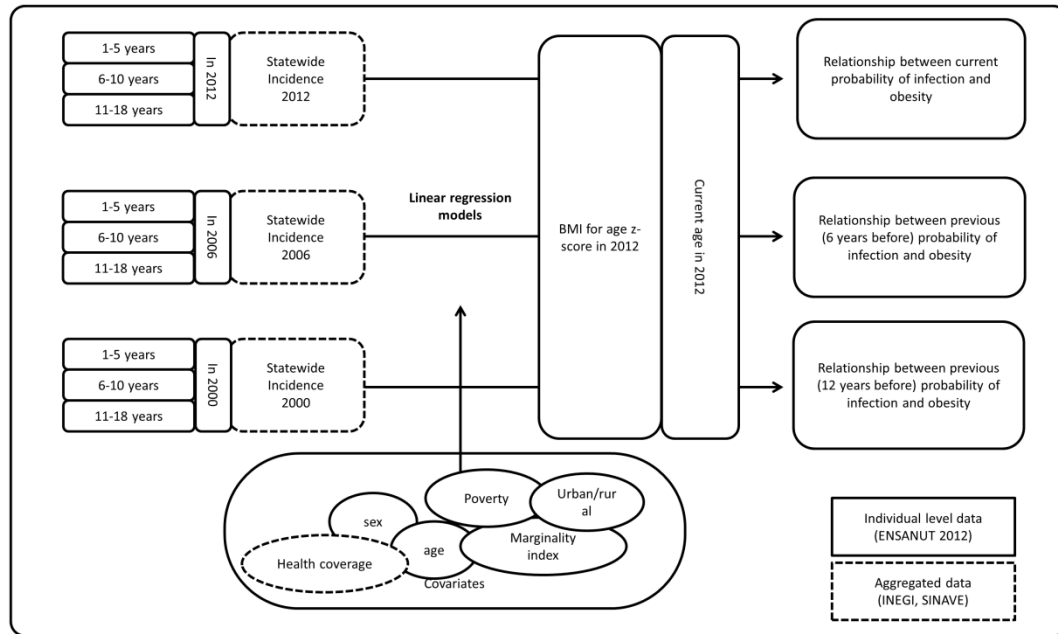 1-5 years
6-10 years
11-18 years
In 2012
Statewide
Incidence
2012
Relationship between current
probability of infection and
obesity
1-5 years
6-10 years
11-18 years
In 2006
Statewide
Incidence
2006
Linear regression
models
BMI for age z-
score in 2012
Current age in 2012
Relationship between previous
(6 years before) probability of
infection and obesity
1-5 years
6-10 years
11-18 years
In 2000
Statewide
Incidence
2000
Relationship between previous
(12 years before) probability of
infection and obesity
Poverty
Urban/rur
al
sex
age
Marginality
index
Health coverage
Covariates
Individual level data
(ENSANUT 2012)
Aggregated data
(INEGI, SINAVE)